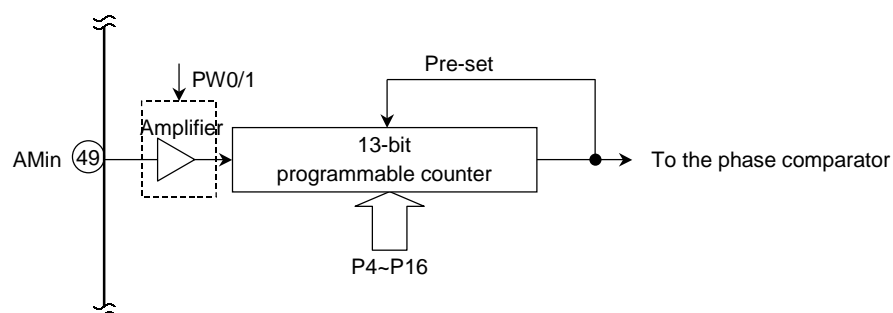 Pre-set
PW0/1
Amplifier
AMin 49
13-bit
programmable counter
To the phase comparator
P4~P16